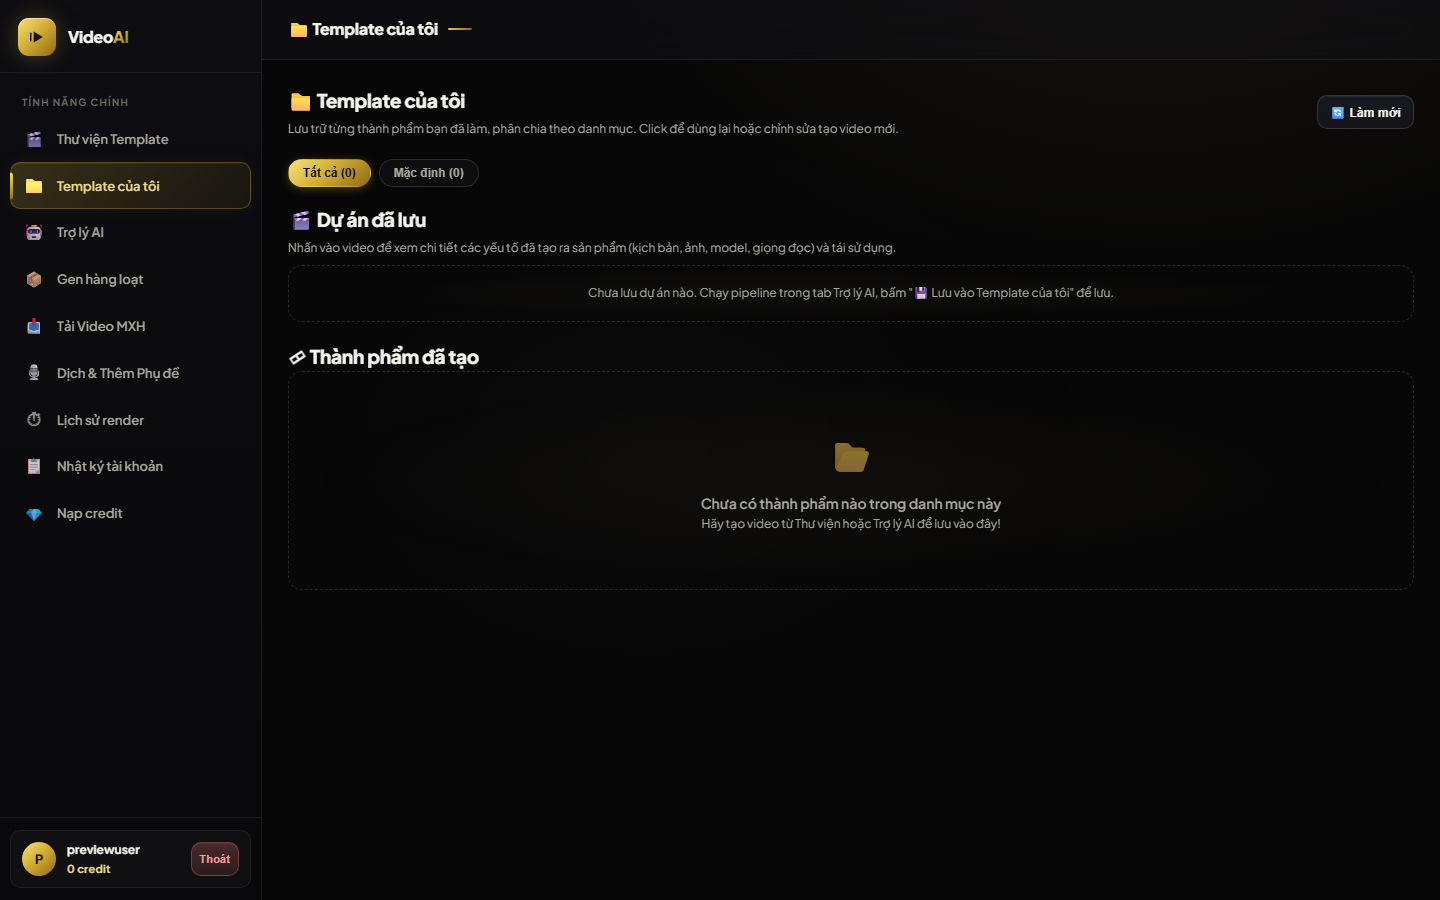 VideoAI
TÍNH NĂNG CHÍNH
Thư viện Template
Template của tôi
Trợ lý AI
Gen hàng loạt
Tải Video MXH
Dịch & Thêm Phụ đề
Lịch sử render
Nhật ký tài khoản
Nạp credit
P
previewuser
0 credit
Thoát
Template của tôi
Template của tôi
Lưu trữ từng thành phẩm bạn đã làm, phân chia theo danh mục. Click để dùng lại hoặc chỉnh sửa tạo video mới.
Làm mới
Tất cả (0)
Mặc định (0)
Dự án đã lưu
Nhấn vào video để xem chi tiết các yếu tố đã tạo ra sản phẩm (kịch bản, ảnh, model, giọng đọc) và tái sử dụng.
Chưa lưu dự án nào. Chạy pipeline trong tab Trợ lý AI, bấm "💾 Lưu vào Template của tôi" để lưu.
Thành phẩm đã tạo
Chưa có thành phẩm nào trong danh mục này
Hãy tạo video từ Thư viện hoặc Trợ lý AI để lưu vào đây!